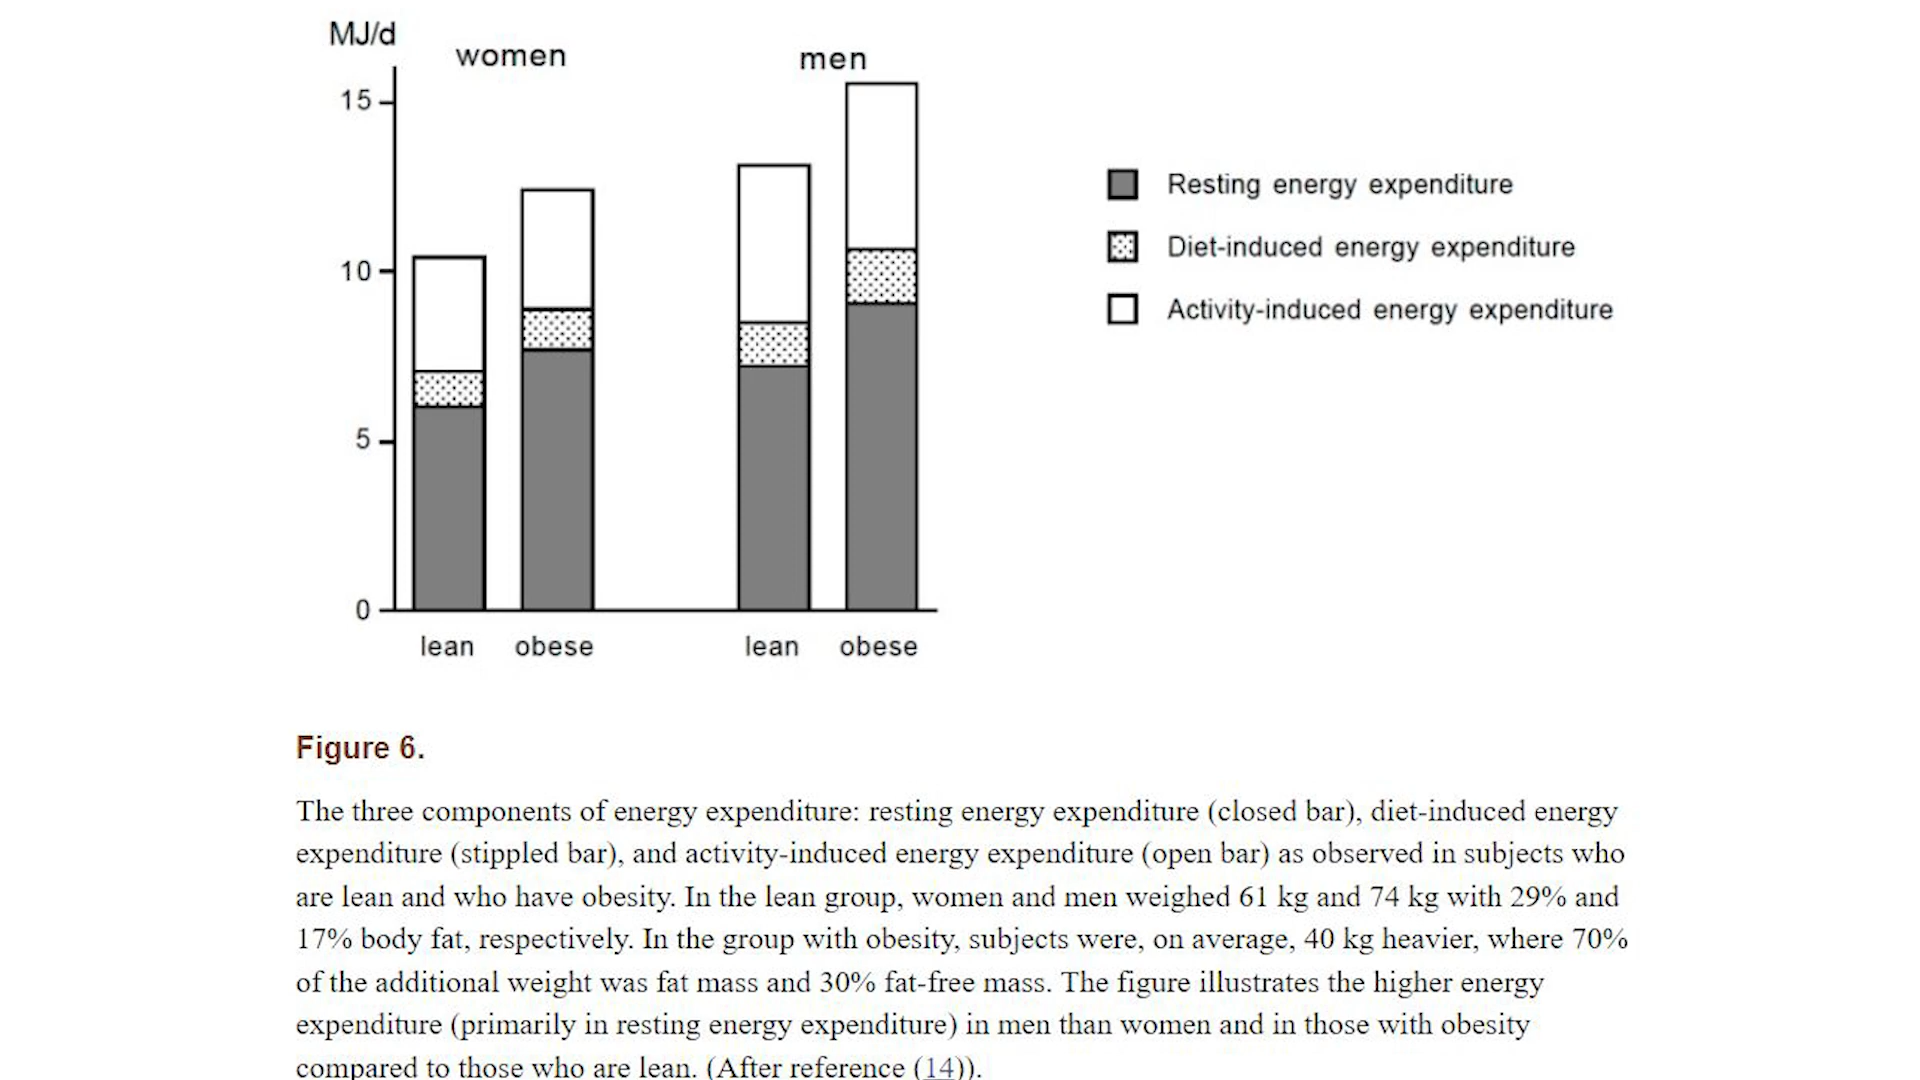 MJ/d
women
men
15
10
5
0
lean
obese
lean
obese
Resting energy expenditure
Diet-induced energy expenditure
Activity-induced energy expenditure
Figure 6.
The three components of energy expenditure: resting energy expenditure (closed bar), diet-induced energy
expenditure (stippled bar), and activity-induced energy expenditure (open bar) as observed in subjects who
are lean and who have obesity. In the lean group, women and men weighed 61 kg and 74 kg with 29% and
17% body fat, respectively. In the group with obesity, subjects were, on average, 40 kg heavier, where 70%
of the additional weight was fat mass and 30% fat-free mass. The figure illustrates the higher energy
expenditure (primarily in resting energy expenditure) in men than women and in those with obesity
compared to those who are lean. (After reference (14)).